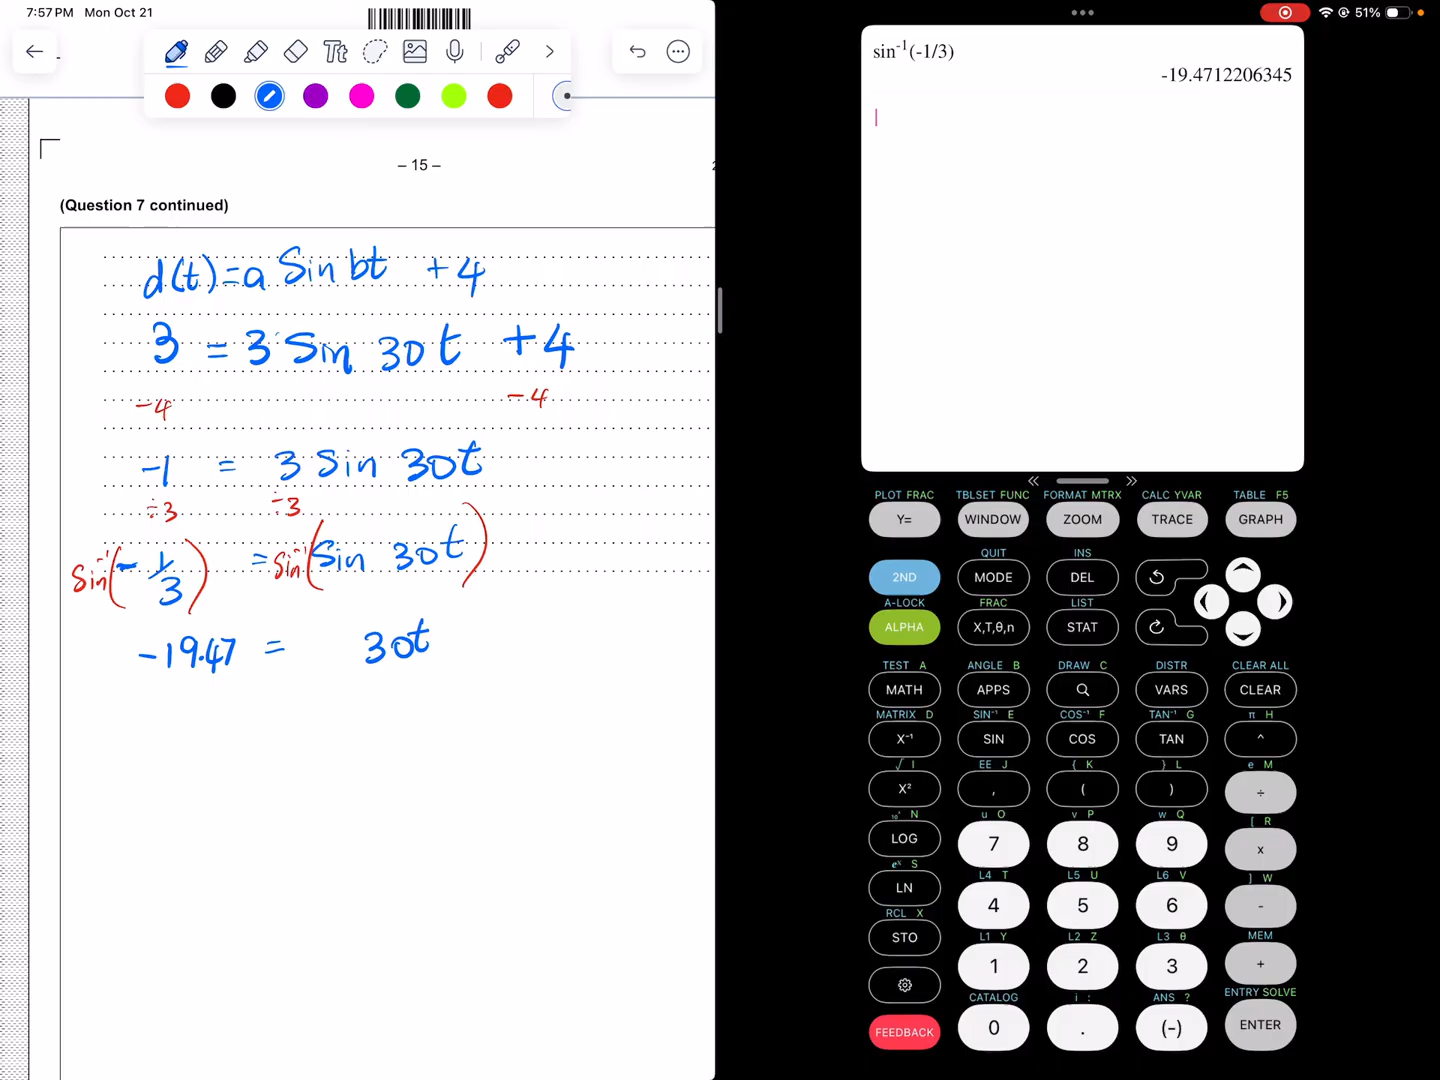 7:57 PM Mon Oct 21
51%
Tt
– 15 –
(Question 7 continued)
d(t)=a Sin bt +4
3 = 3 Sin 30t +4
-4 -4
-1 = 3 Sin 30t
÷3 ÷3
sin⁻¹(-1/3) = sin⁻¹(Sin 30t)
-19.47 = 30t
sin⁻¹(-1/3)
-19.4712206345
PLOT FRAC TBLSET FUNC FORMAT MTRX CALC YVAR TABLE F5
Y= WINDOW ZOOM TRACE GRAPH
QUIT INS
2ND MODE DEL
A-LOCK FRAC LIST
ALPHA X,T,θ,n STAT
TEST A ANGLE B DRAW C DISTR CLEAR ALL
MATH APPS VARS CLEAR
MATRIX D SIN⁻¹ E COS⁻¹ F TAN⁻¹ G π H
X⁻¹ SIN COS TAN ^
√ I EE J { K } L e M
X² , ( ) ÷
10ˣ N u O v P w Q [ R
LOG 7 8 9 x
eˣ S L4 T L5 U L6 V ] W
LN 4 5 6 -
RCL X L1 Y L2 Z L3 θ MEM
STO 1 2 3 +
CATALOG i : ANS ? ENTRY SOLVE
FEEDBACK 0 . (-) ENTER